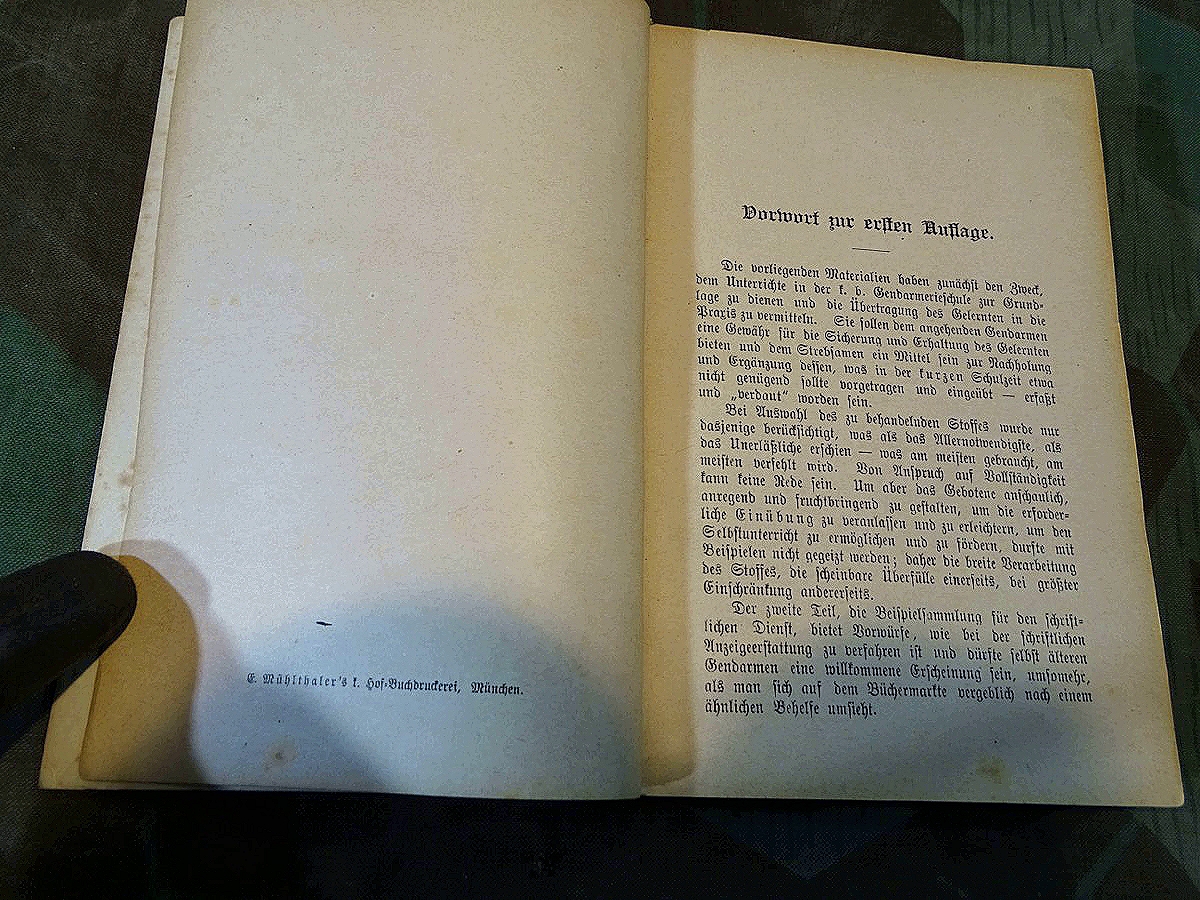 E. Mühlthaler's k. Hof-Buchdruckerei, München.
Vorwort zur ersten Auflage.
Die vorliegenden Materialien haben zunächst den Zweck,
dem Unterrichte in der k. b. Gendarmerieschule zur Grund-
lage zu dienen und die Übertragung des Gelernten in die
Praxis zu vermitteln. Sie sollen dem angehenden Gendarmen
eine Gewähr für die Sicherung und Erhaltung des Gelernten
bieten und dem Strebsamen ein Mittel sein zur Nachholung
und Ergänzung dessen, was in der kurzen Schulzeit etwa
nicht genügend sollte vorgetragen und eingeübt — erfaßt
und „verdaut" worden sein.
Bei Auswahl des zu behandelnden Stoffes wurde nur
dasjenige berücksichtigt, was als das Allernotwendigste, als
das Unerläßliche erschien — was am meisten gebraucht, am
meisten verfehlt wird. Von Anspruch auf Vollständigkeit
kann keine Rede sein. Um aber das Gebotene anschaulich,
anregend und fruchtbringend zu gestalten, um die erforder-
liche Einübung zu veranlassen und zu erleichtern, um den
Selbstunterricht zu ermöglichen und zu fördern, durfte mit
Beispielen nicht gegeizt werden; daher die breite Verarbeitung
des Stoffes, die scheinbare Überfülle einerseits, bei größter
Einschränkung andererseits.
Der zweite Teil, die Beispielsammlung für den schrift-
lichen Dienst, bietet Vorwürfe, wie bei der schriftlichen
Anzeigeerstattung zu verfahren ist und dürfte selbst älteren
Gendarmen eine willkommene Erscheinung sein, umsomehr,
als man sich auf dem Büchermarkte vergeblich nach einem
ähnlichen Behelfe umsieht.